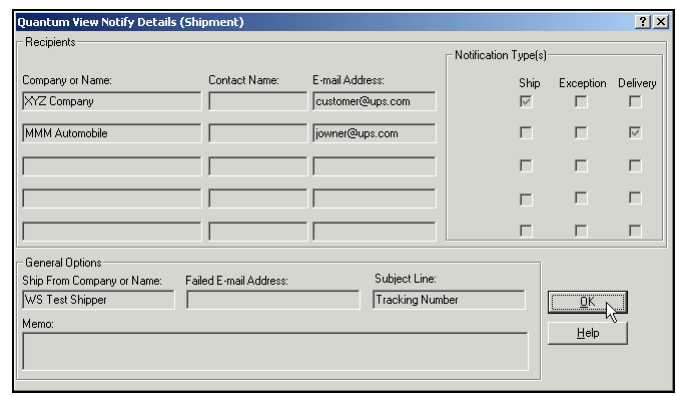 Quantum View Notify Details (Shipment)
Recipients
Notification Type(s)
Company or Name: Contact Name: E-mail Address: Ship Exception Delivery
XYZ Company customer@ups.com
MMM Automobile jowner@ups.com
General Options
Ship From Company or Name: Failed E-mail Address: Subject Line:
WS Test Shipper Tracking Number
OK
Memo:
Help